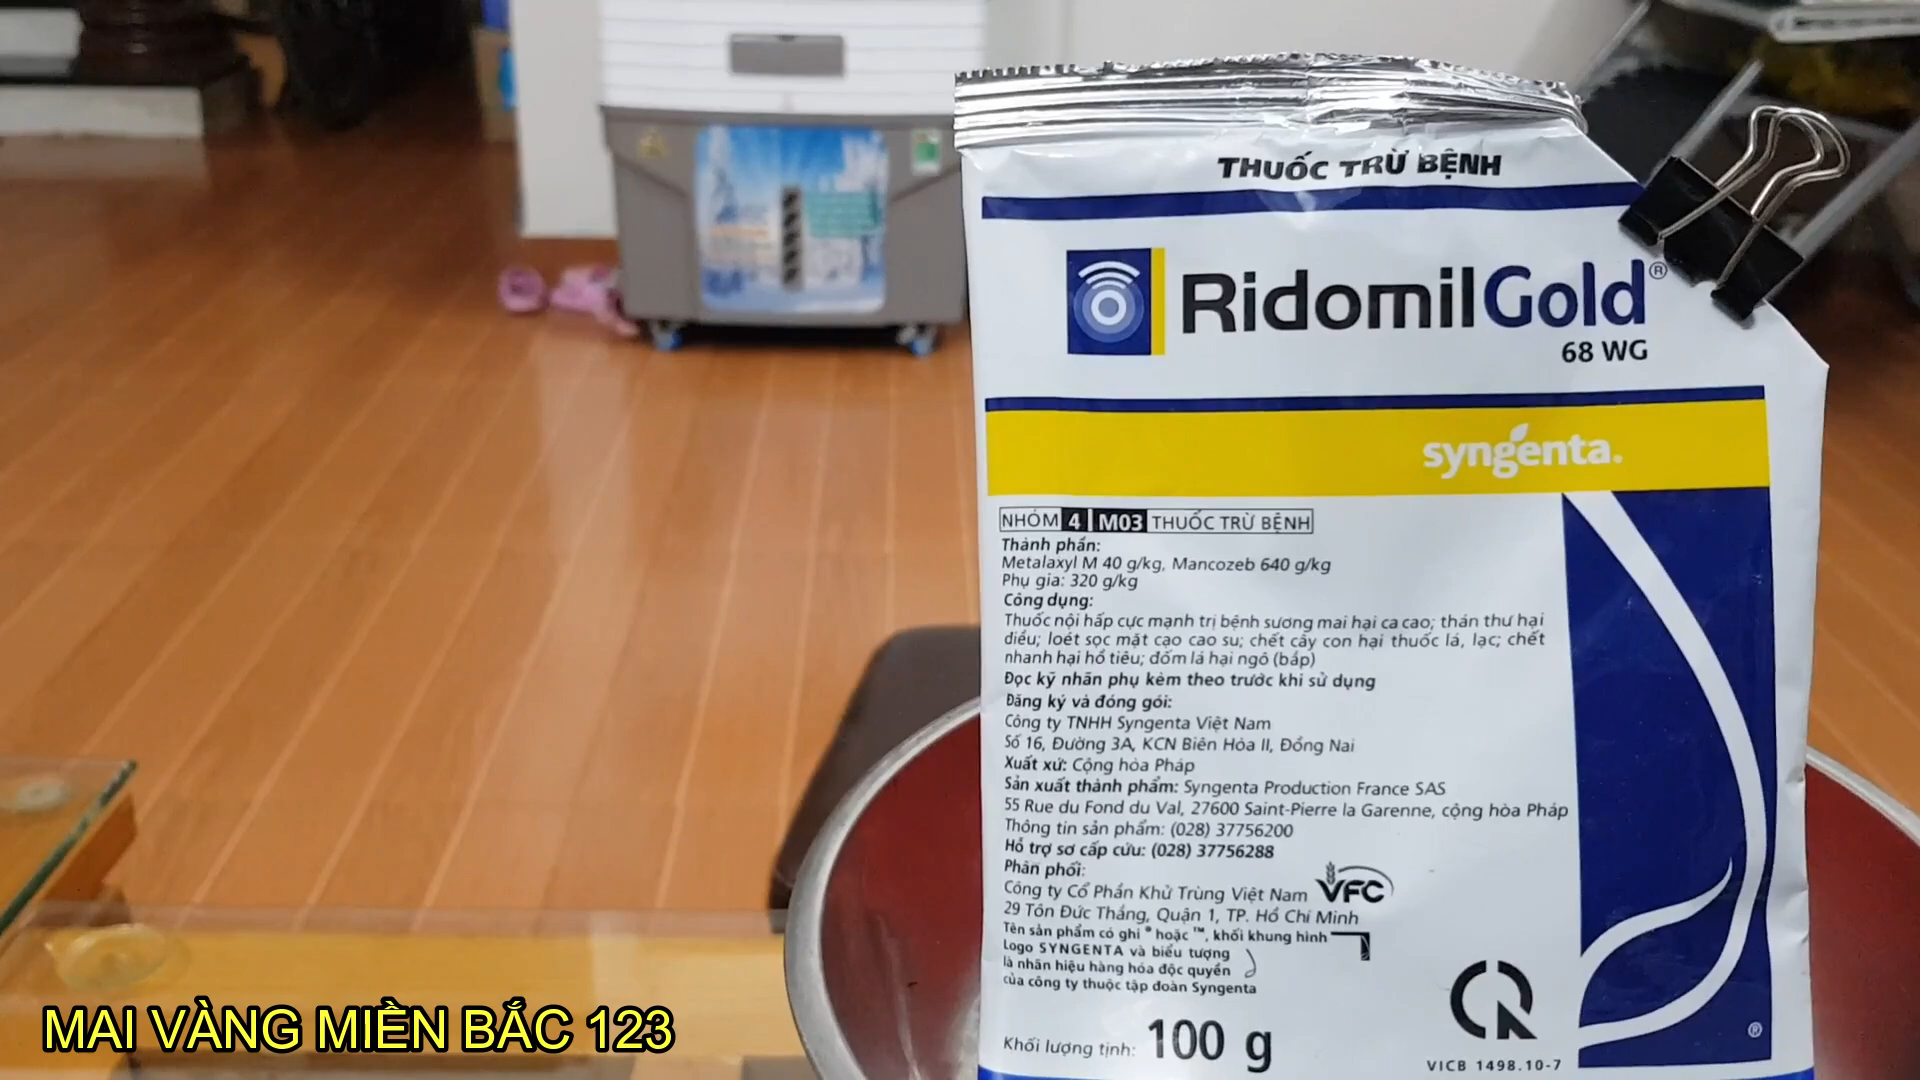 THUỐC TRỪ BỆNH
RidomilGold®
68 WG
syngenta.
NHÓM 4 M03 THUỐC TRỪ BỆNH
Thành phần:
Metalaxyl M 40 g/kg, Mancozeb 640 g/kg
Phụ gia: 320 g/kg
Công dụng:
Thuốc nội hấp cực mạnh trị bệnh sương mai hại ca cao; thán thư hại
điều; loét sọc mặt cạo cao su; chết cây con hại thuốc lá, lạc; chết
nhanh hại hồ tiêu; đốm lá hại ngô (bắp)
Đọc kỹ nhãn phụ kèm theo trước khi sử dụng
Đăng ký và đóng gói:
Công ty TNHH Syngenta Việt Nam
Số 16, Đường 3A, KCN Biên Hòa II, Đồng Nai
Xuất xứ: Cộng hòa Pháp
Sản xuất thành phẩm: Syngenta Production France SAS
55 Rue du Fond du Val, 27600 Saint-Pierre la Garenne, cộng hòa Pháp
Thông tin sản phẩm: (028) 37756200
Hỗ trợ sơ cấp cứu: (028) 37756288
Phân phối:
Công ty Cổ Phần Khử Trùng Việt Nam VFC
29 Tôn Đức Thắng, Quận 1, TP. Hồ Chí Minh
Tên sản phẩm có ghi ® hoặc ™, khối khung hình
Logo SYNGENTA và biểu tượng
là nhãn hiệu hàng hóa độc quyền
của công ty thuộc tập đoàn Syngenta
Khối lượng tịnh: 100 g
VICB 1498.10-7
®
MAI VÀNG MIỀN BẮC 123